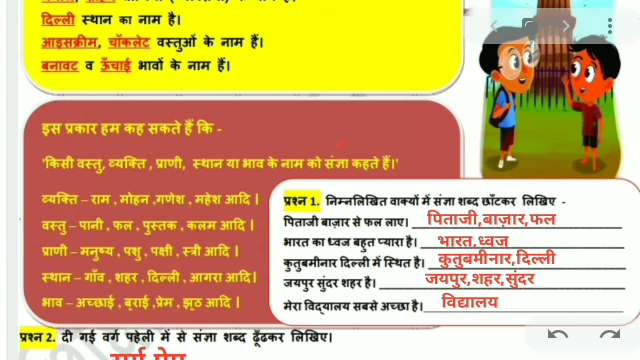 दिल्ली स्थान का नाम है।
आइसक्रीम, चॉकलेट वस्तुओं के नाम हैं।
बनावट व ऊँचाई भावों के नाम हैं।
इस प्रकार हम कह सकते हैं कि -
'किसी वस्तु, व्यक्ति , प्राणी, स्थान या भाव के नाम को संज्ञा कहते हैं।'
व्यक्ति – राम , मोहन ,गणेश , महेश आदि ।
वस्तु – पानी , फल , पुस्तक , कलम आदि ।
प्राणी – मनुष्य , पशु , पक्षी , स्त्री आदि ।
स्थान – गाँव , शहर , दिल्ली , आगरा आदि।
भाव – अच्छाई , बुराई ,प्रेम , झूठ आदि ।
प्रश्न 1. निम्नलिखित वाक्यों में संज्ञा शब्द छाँटकर लिखिए -
पिताजी बाज़ार से फल लाए। पिताजी,बाज़ार,फल
भारत का ध्वज बहुत प्यारा है। भारत,ध्वज
कुतुबमीनार दिल्ली में स्थित है। कुतुबमीनार,दिल्ली
जयपुर सुंदर शहर है। जयपुर,शहर,सुंदर
मेरा विद्यालय सबसे अच्छा है। विद्यालय
प्रश्न 2. दी गई वर्ग पहेली में से संज्ञा शब्द ढूँढकर लिखिए।